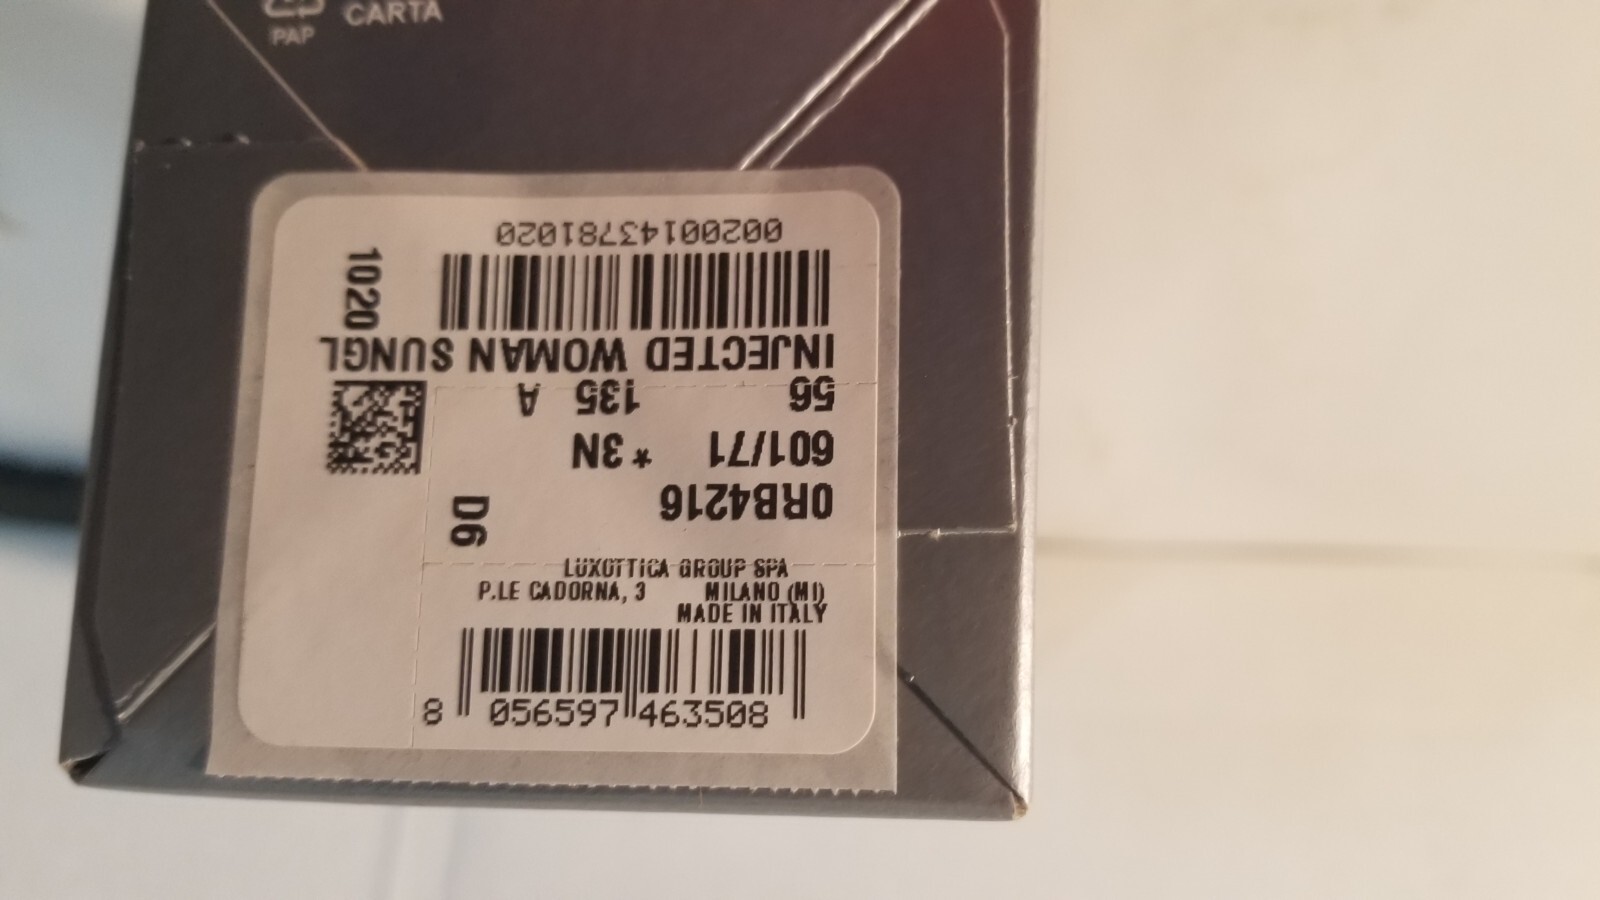 PAP
CARTA
00200143781020
1020
INJECTED WOMAN SUNGL
56 135 A
601/71 * 3N
0RB4216
D6
LUXOTTICA GROUP SPA
P.LE CADORNA, 3 MILANO (MI)
MADE IN ITALY
8 056597 463508